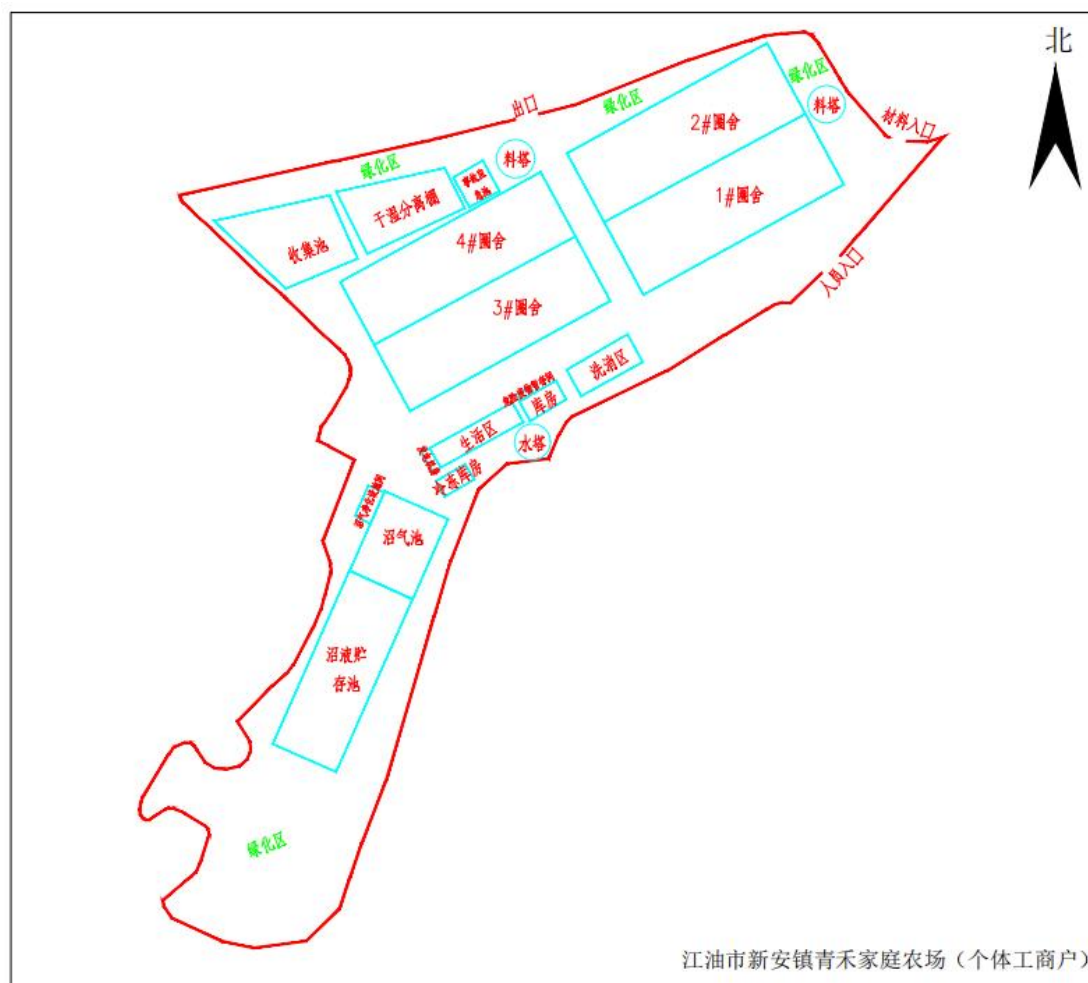 北
绿化区
料塔
材料入口
出口
绿化区
2#圈舍
1#圈舍
人员入口
绿化区
料塔
干湿分离棚
收集池
4#圈舍
3#圈舍
洗消区
库房
生活区
水塔
冷冻库房
沼气池
沼液贮
存池
绿化区
江油市新安镇青禾家庭农场（个体工商户）